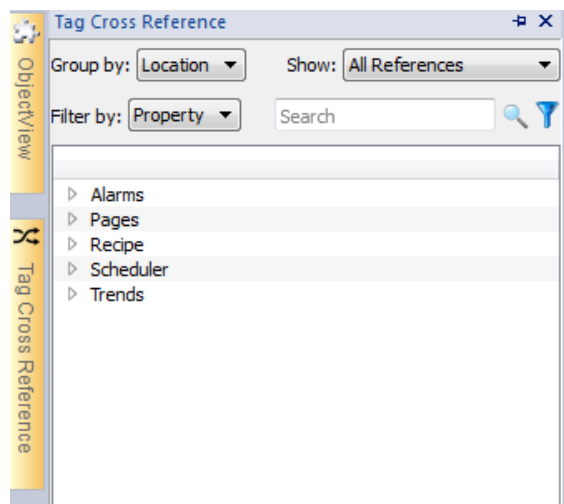 Tag Cross Reference
Group by: Location
Show: All References
Filter by: Property
Search
Alarms
Pages
Recipe
Scheduler
Trends
ObjectView
Tag Cross Reference